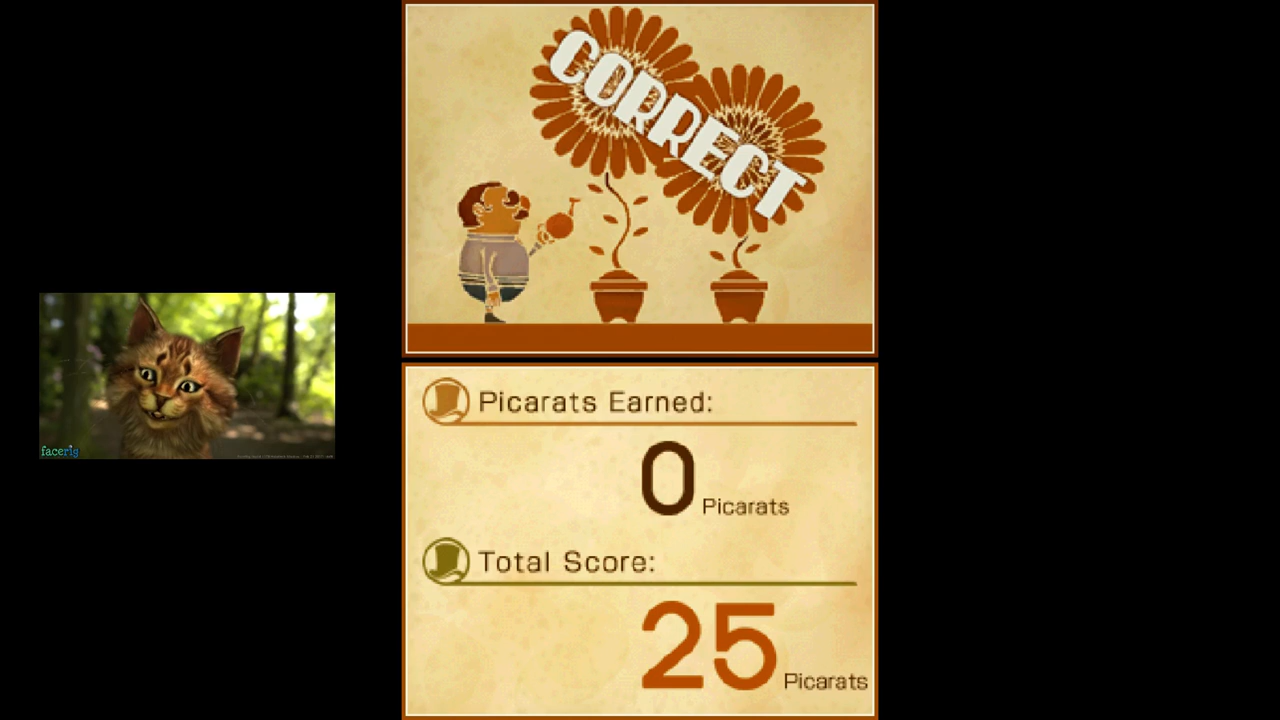 CORRECT
Picarats Earned:
0 Picarats
Total Score:
25 Picarats
facerig